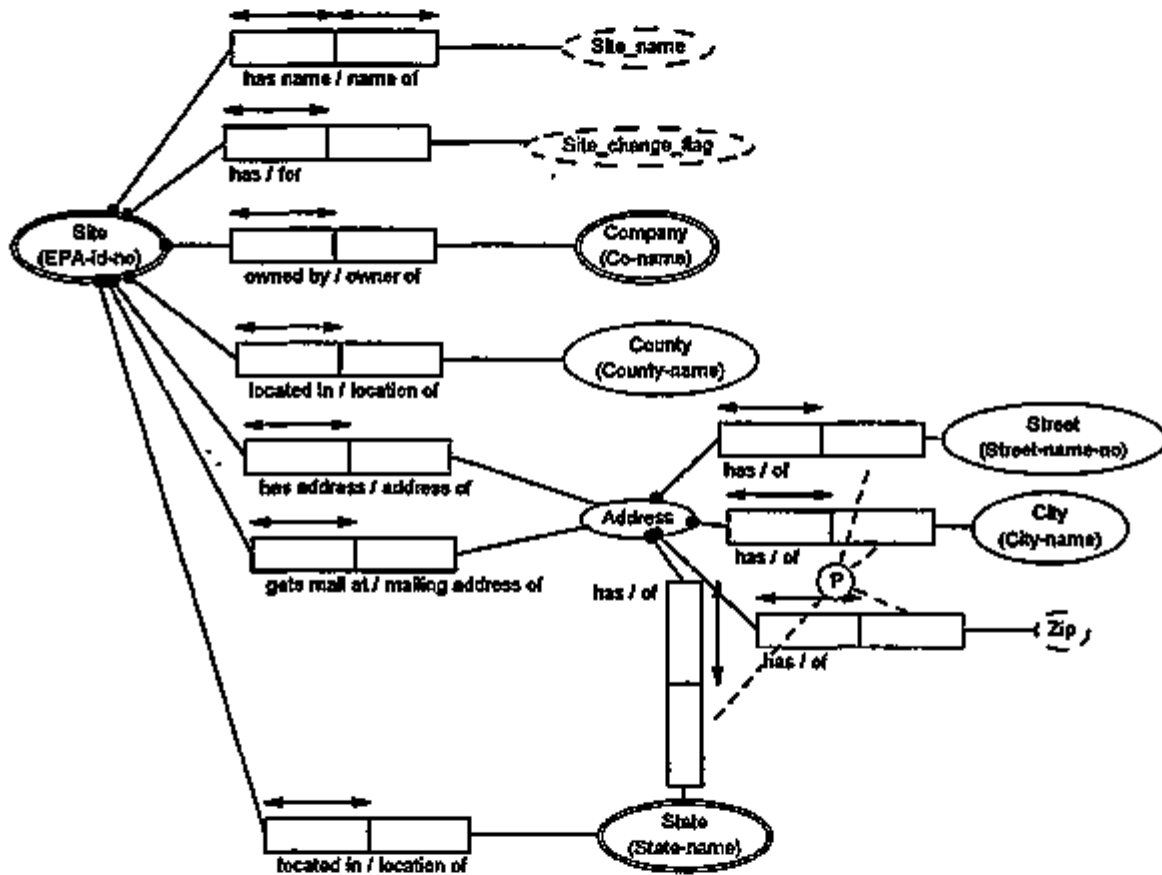 Site_name
has name / name of
Site_change_flag
has / for
Site
(EPA-id-no)
Company
(Co-name)
owned by / owner of
County
(County-name)
located in / location of
Street
(Street-name-no)
has / of
has address / address of
Address
City
(City-name)
has / of
gets mail at / mailing address of
has / of
P
Zip
has / of
State
(State-name)
located in / location of